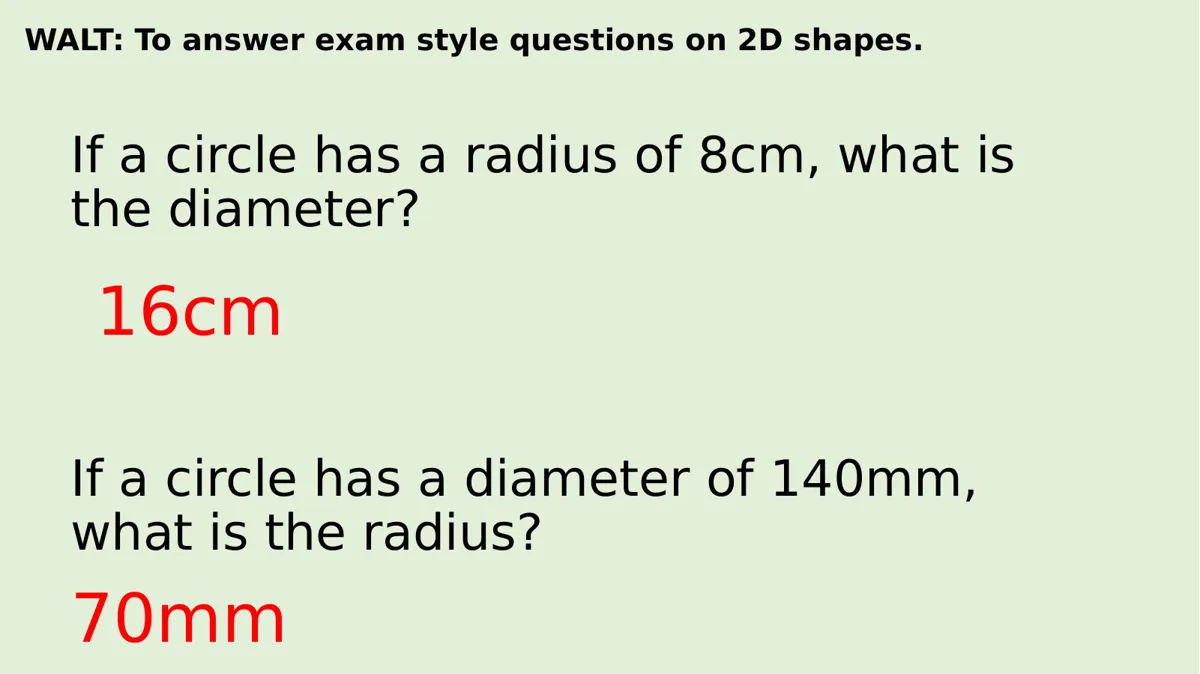 WALT: To answer exam style questions on 2D shapes.
If a circle has a radius of 8cm, what is
the diameter?
16cm
If a circle has a diameter of 140mm,
what is the radius?
70mm